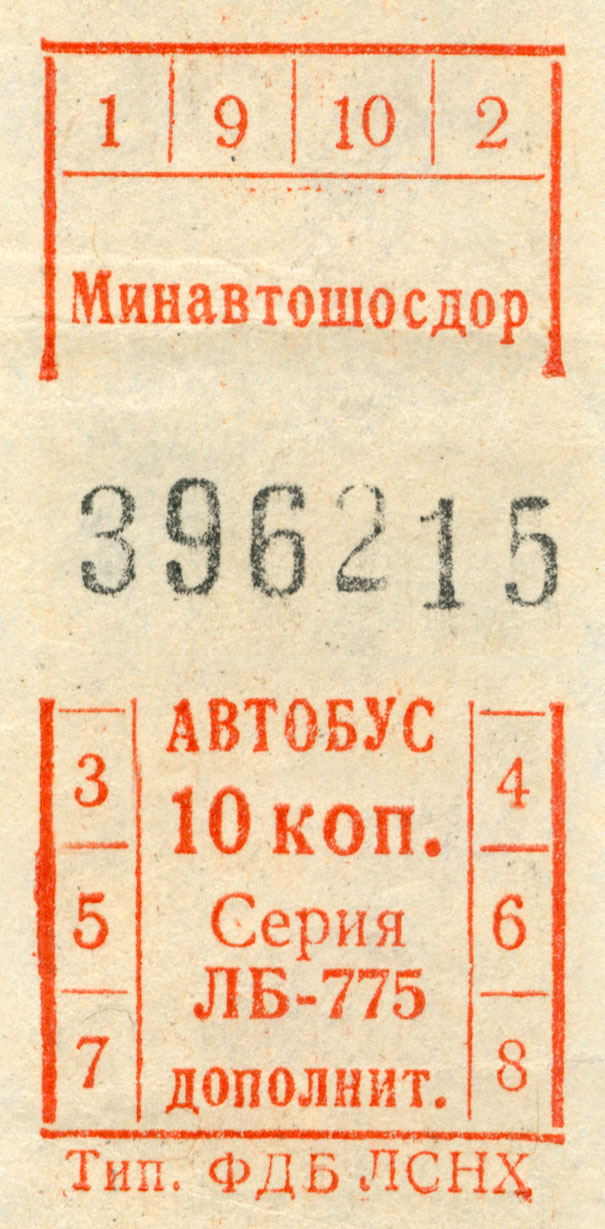 1 9 10 2
Минавтошосдор
396215
АВТОБУС
3 4
10 коп.
5 Серия 6
ЛБ-775
7 дополнит. 8
Тип. ФДБ ЛСНХ